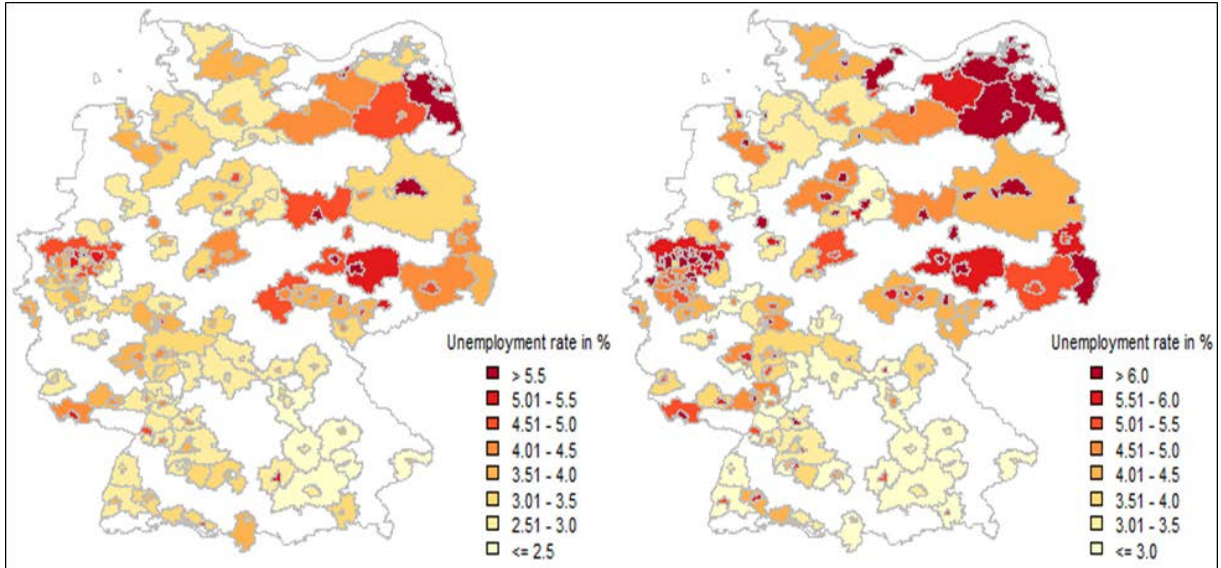 Unemployment rate in %
> 5.5
5.01 - 5.5
4.51 - 5.0
4.01 - 4.5
3.51 - 4.0
3.01 - 3.5
2.51 - 3.0
<= 2.5
Unemployment rate in %
> 6.0
5.51 - 6.0
5.01 - 5.5
4.51 - 5.0
4.01 - 4.5
3.51 - 4.0
3.01 - 3.5
<= 3.0